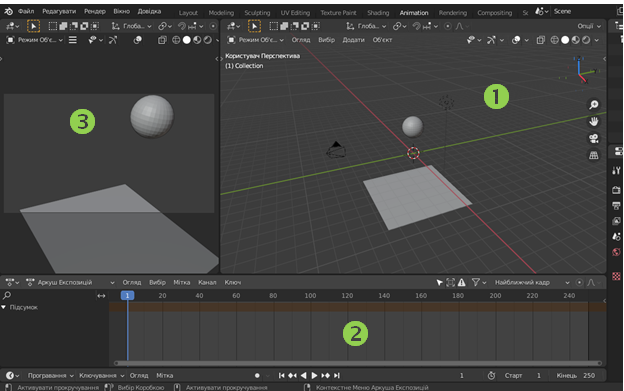 Файл Редагувати Рендер Вікно Довідка Layout Modeling Sculpting UV Editing Texture Paint Shading Animation Rendering Compositing Sc Scene
Глоба... Глоба... Опції
Режим Об'є... Режим Об'є... Огляд Вибір Додати Об'єкт
Користувач Перспектива
(1) Collection
1
3
Аркуш Експозицій Огляд Вибір Мітка Канал Ключ Найближчий кадр
1 20 40 60 80 100 120 140 160 180 200 220 240
Підсумок
2
Програвання Ключування Огляд Мітка 1 Старт 1 Кінець 250
Активувати прокручування Вибір Коробкою Активувати прокручування Контекстне Меню Аркуша Експозицій